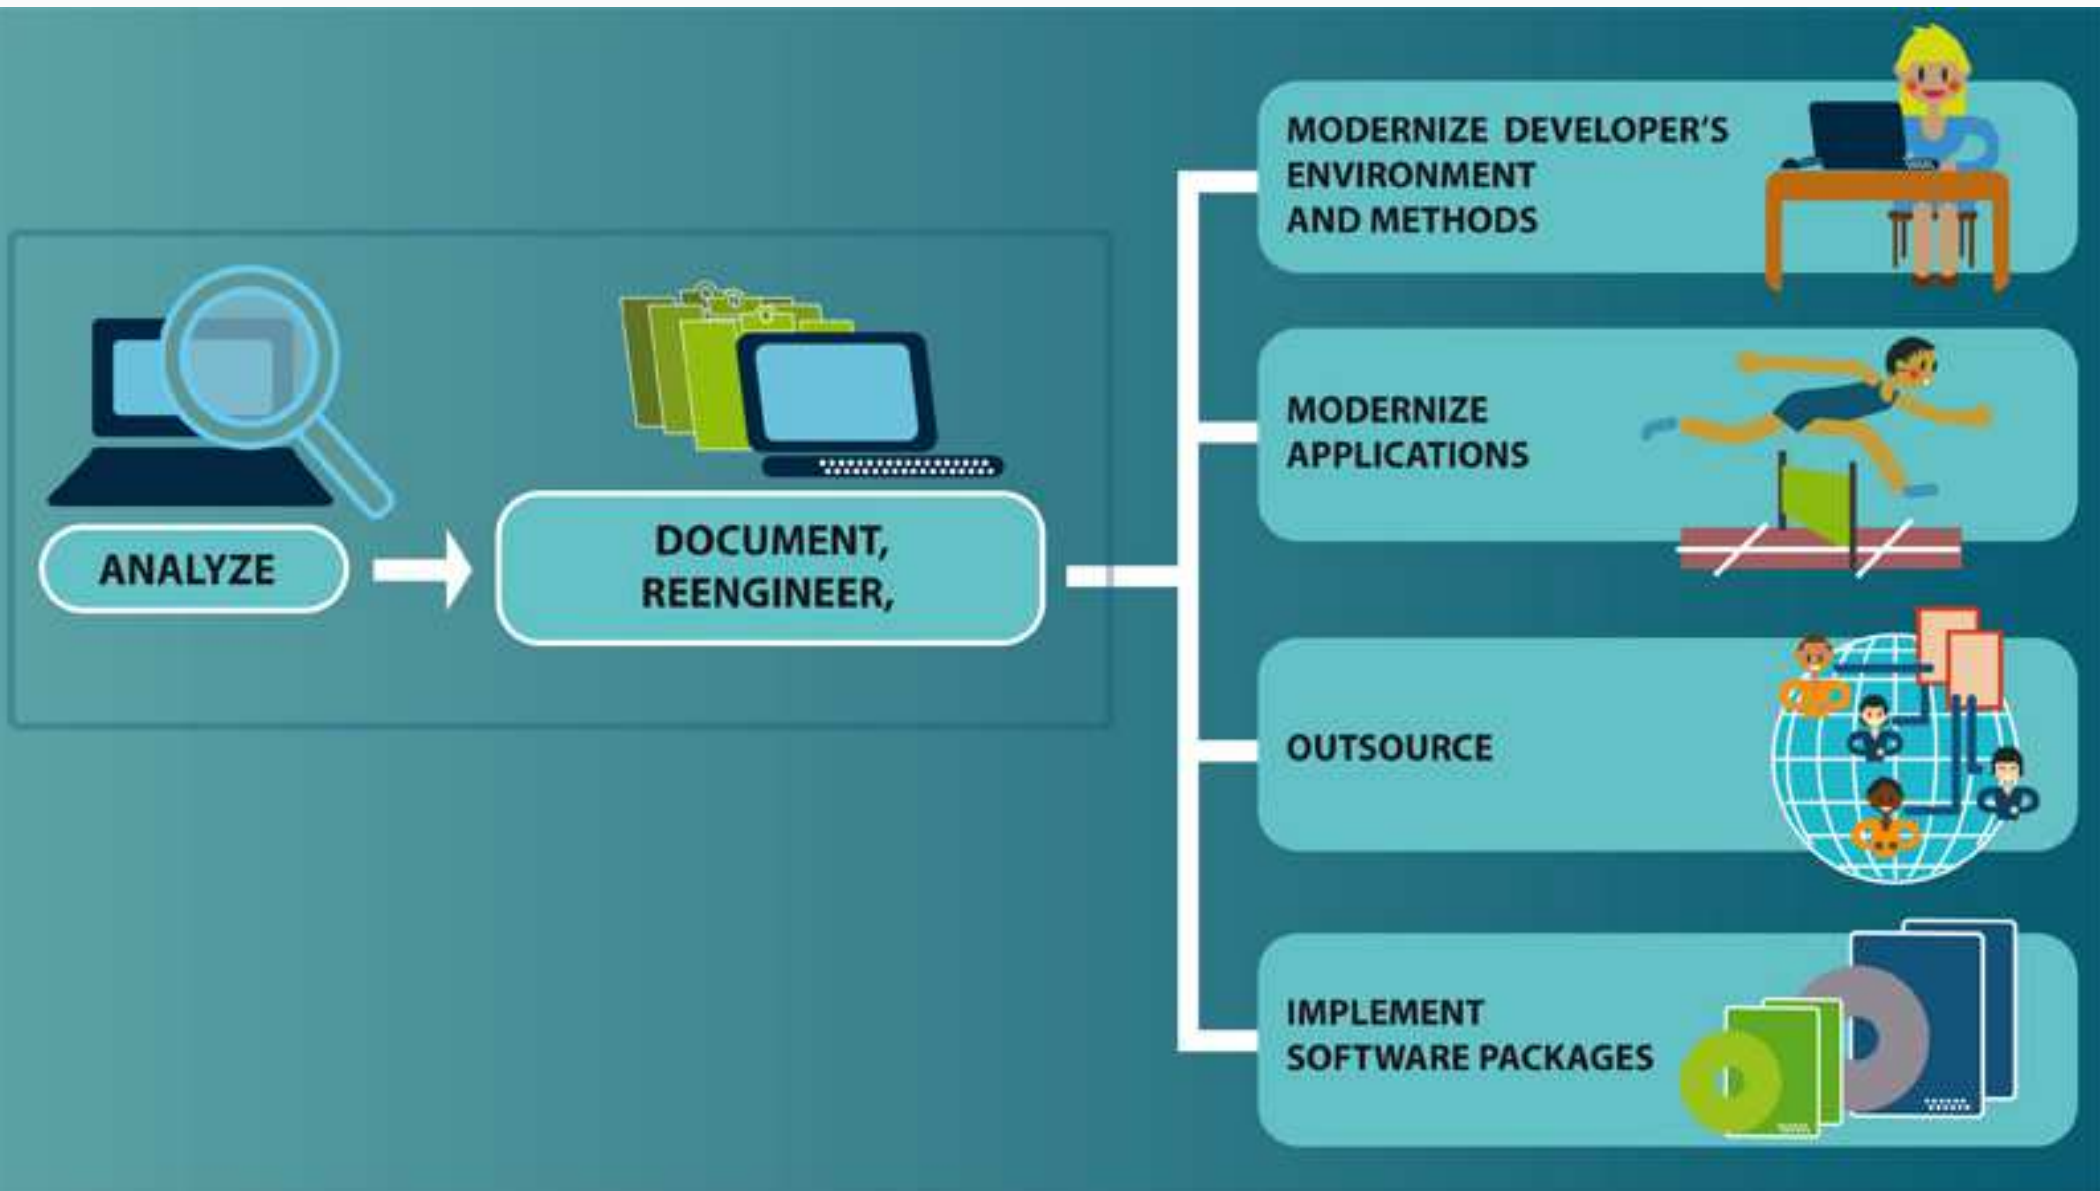 ANALYZE
DOCUMENT,
REENGINEER,
MODERNIZE DEVELOPER'S
ENVIRONMENT
AND METHODS
MODERNIZE
APPLICATIONS
OUTSOURCE
IMPLEMENT
SOFTWARE PACKAGES